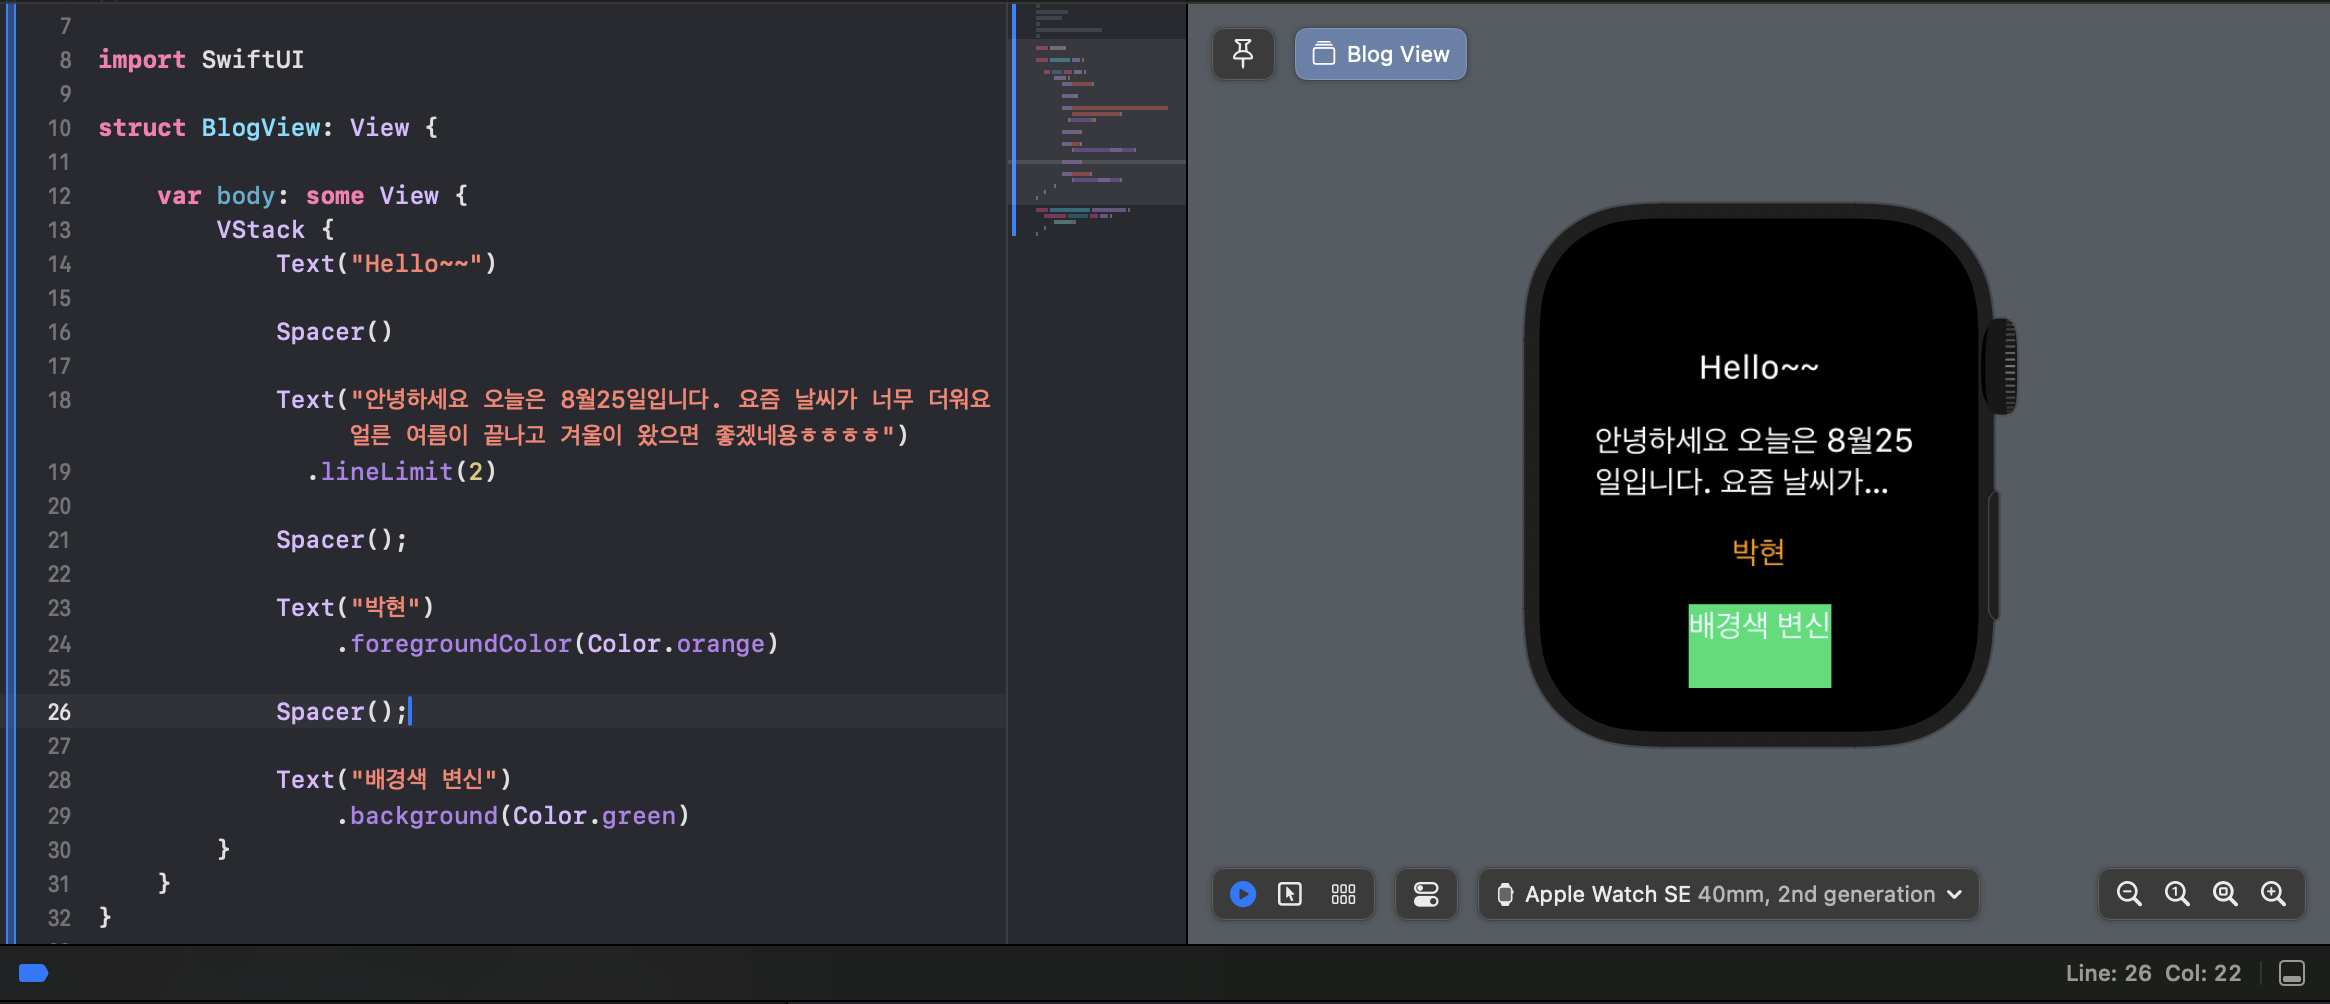 7
8 import SwiftUI
9
10 struct BlogView: View {
11
12 var body: some View {
13 VStack {
14 Text("Hello~~")
15
16 Spacer()
17
18 Text("안녕하세요 오늘은 8월25일입니다. 요즘 날씨가 너무 더워요
얼른 여름이 끝나고 겨울이 왔으면 좋겠네용ㅎㅎㅎㅎ")
19 .lineLimit(2)
20
21 Spacer();
22
23 Text("박현")
24 .foregroundColor(Color.orange)
25
26 Spacer();
27
28 Text("배경색 변신")
29 .background(Color.green)
30 }
31 }
32 }
Blog View
Hello~~
안녕하세요 오늘은 8월25
일입니다. 요즘 날씨가...
박현
배경색 변신
Apple Watch SE 40mm, 2nd generation
Line: 26 Col: 22